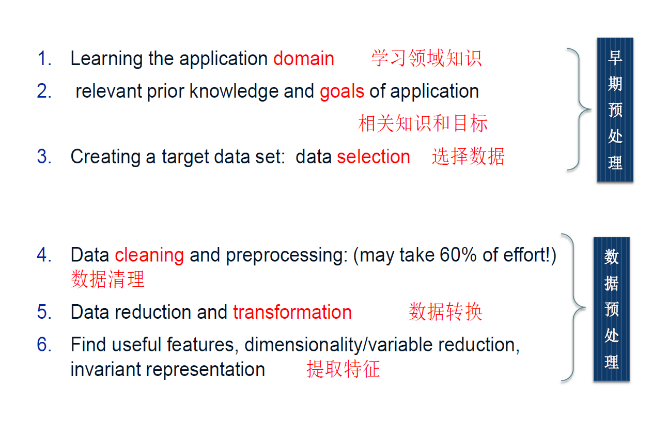 1. Learning the application domain 学习领域知识
2. relevant prior knowledge and goals of application
相关知识和目标
3. Creating a target data set: data selection 选择数据
早期预处理
4. Data cleaning and preprocessing: (may take 60% of effort!)
数据清理
5. Data reduction and transformation 数据转换
6. Find useful features, dimensionality/variable reduction,
invariant representation 提取特征
数据预处理